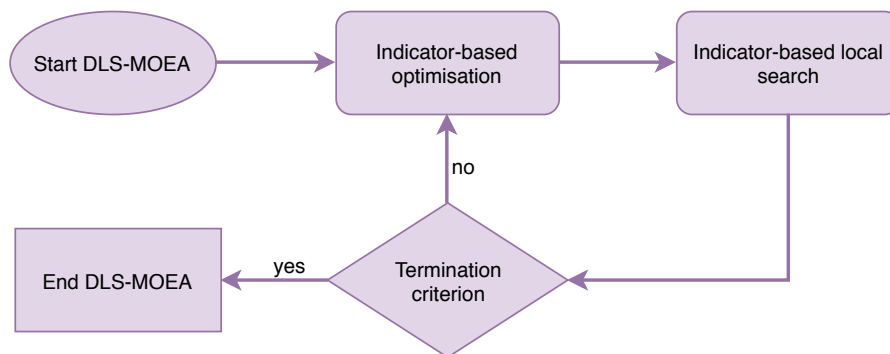 Start DLS-MOEA
Indicator-based
optimisation
Indicator-based local
search
no
Termination
criterion
yes
End DLS-MOEA